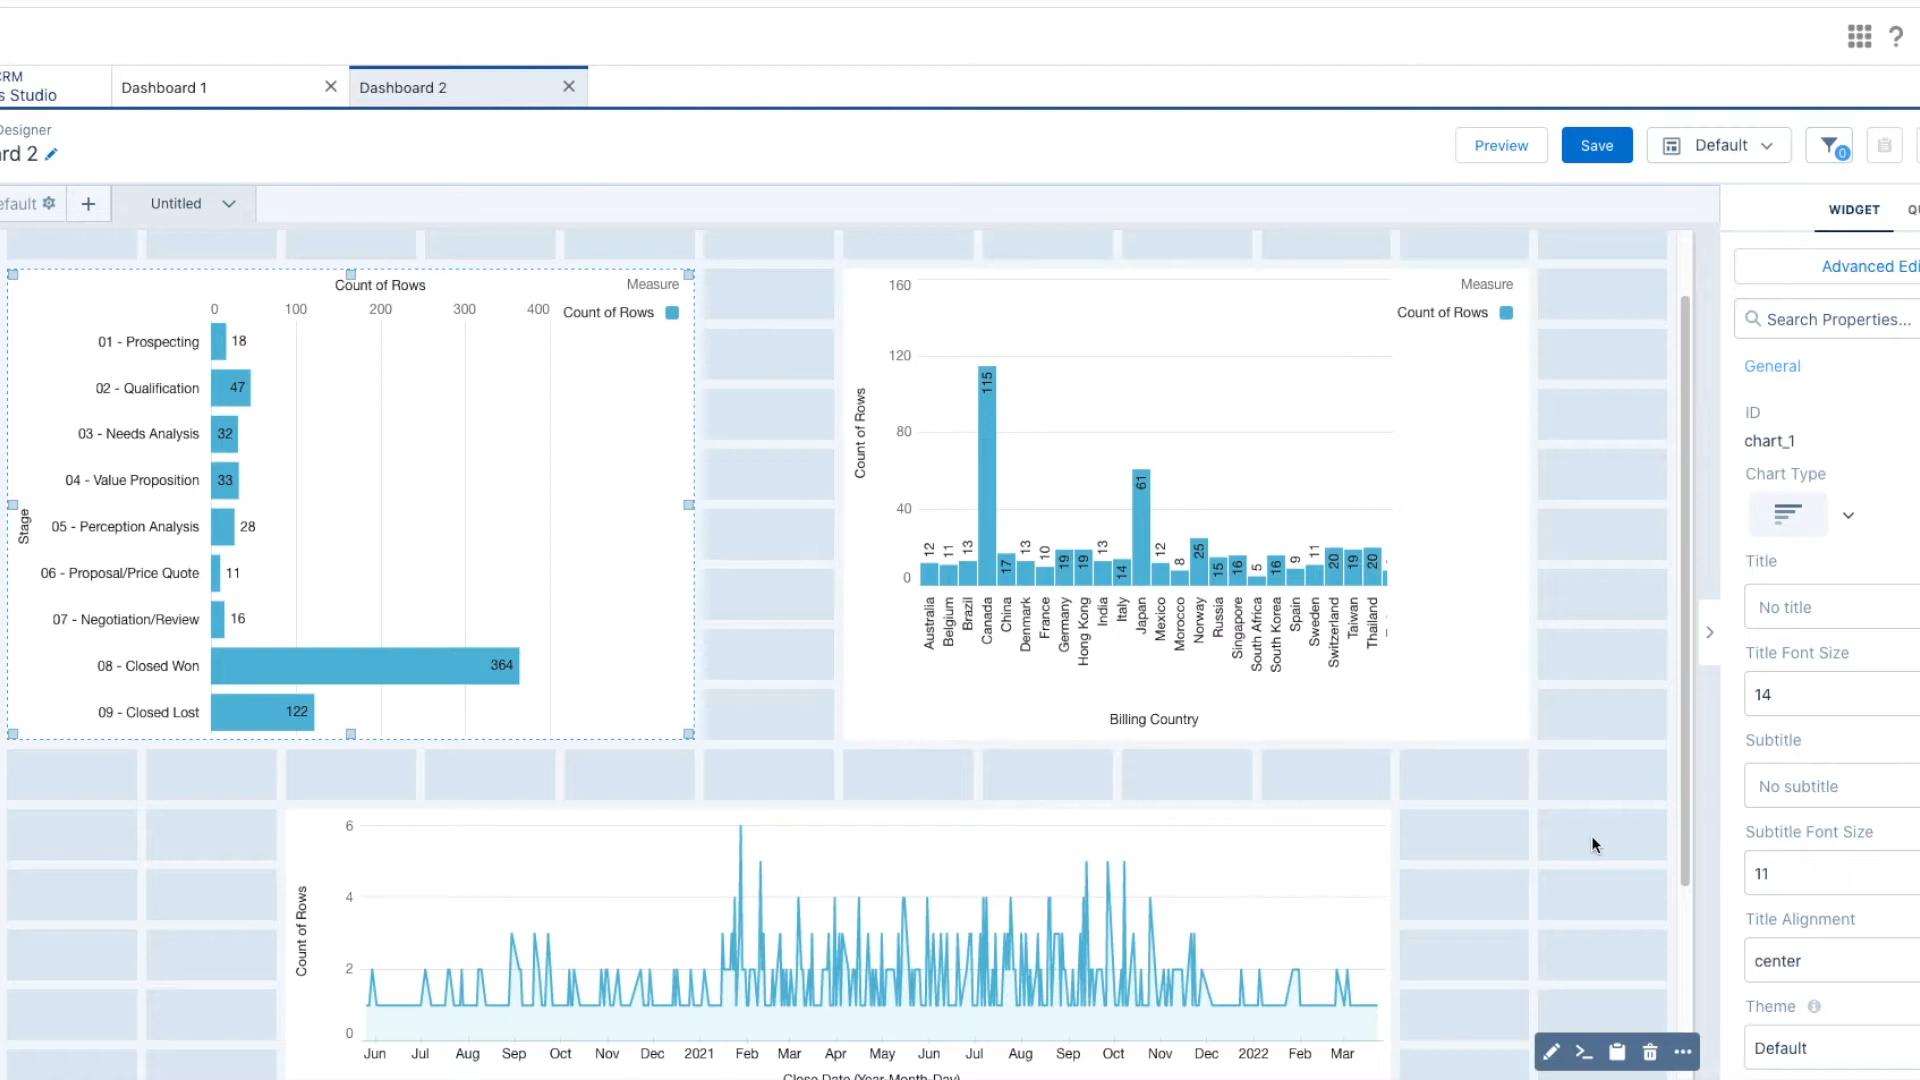 CRM
s Studio
Dashboard 1
Dashboard 2
Designer
rd 2
Preview
Save
Default
0
efault
Untitled
WIDGET
Count of Rows
Measure
0 100 200 300 400
Count of Rows
01 - Prospecting 18
02 - Qualification 47
03 - Needs Analysis 32
04 - Value Proposition 33
05 - Perception Analysis 28
06 - Proposal/Price Quote 11
07 - Negotiation/Review 16
08 - Closed Won 364
09 - Closed Lost 122
Stage
Measure
Count of Rows
160
120
80
40
0
Count of Rows
12 11 13 115 17 13 10 19 19 13 14 61 12 8 25 15 16 5 16 9 11 20 19 20
Australia Belgium Brazil Canada China Denmark France Germany Hong Kong India Italy Japan Mexico Morocco Norway Russia Singapore South Africa South Korea Spain Sweden Switzerland Taiwan Thailand
Billing Country
6
4
2
0
Count of Rows
Jun Jul Aug Sep Oct Nov Dec 2021 Feb Mar Apr May Jun Jul Aug Sep Oct Nov Dec 2022 Feb Mar
Close Date (Year-Month-Day)
Advanced Edi
Search Properties...
General
ID
chart_1
Chart Type
Title
No title
Title Font Size
14
Subtitle
No subtitle
Subtitle Font Size
11
Title Alignment
center
Theme
Default